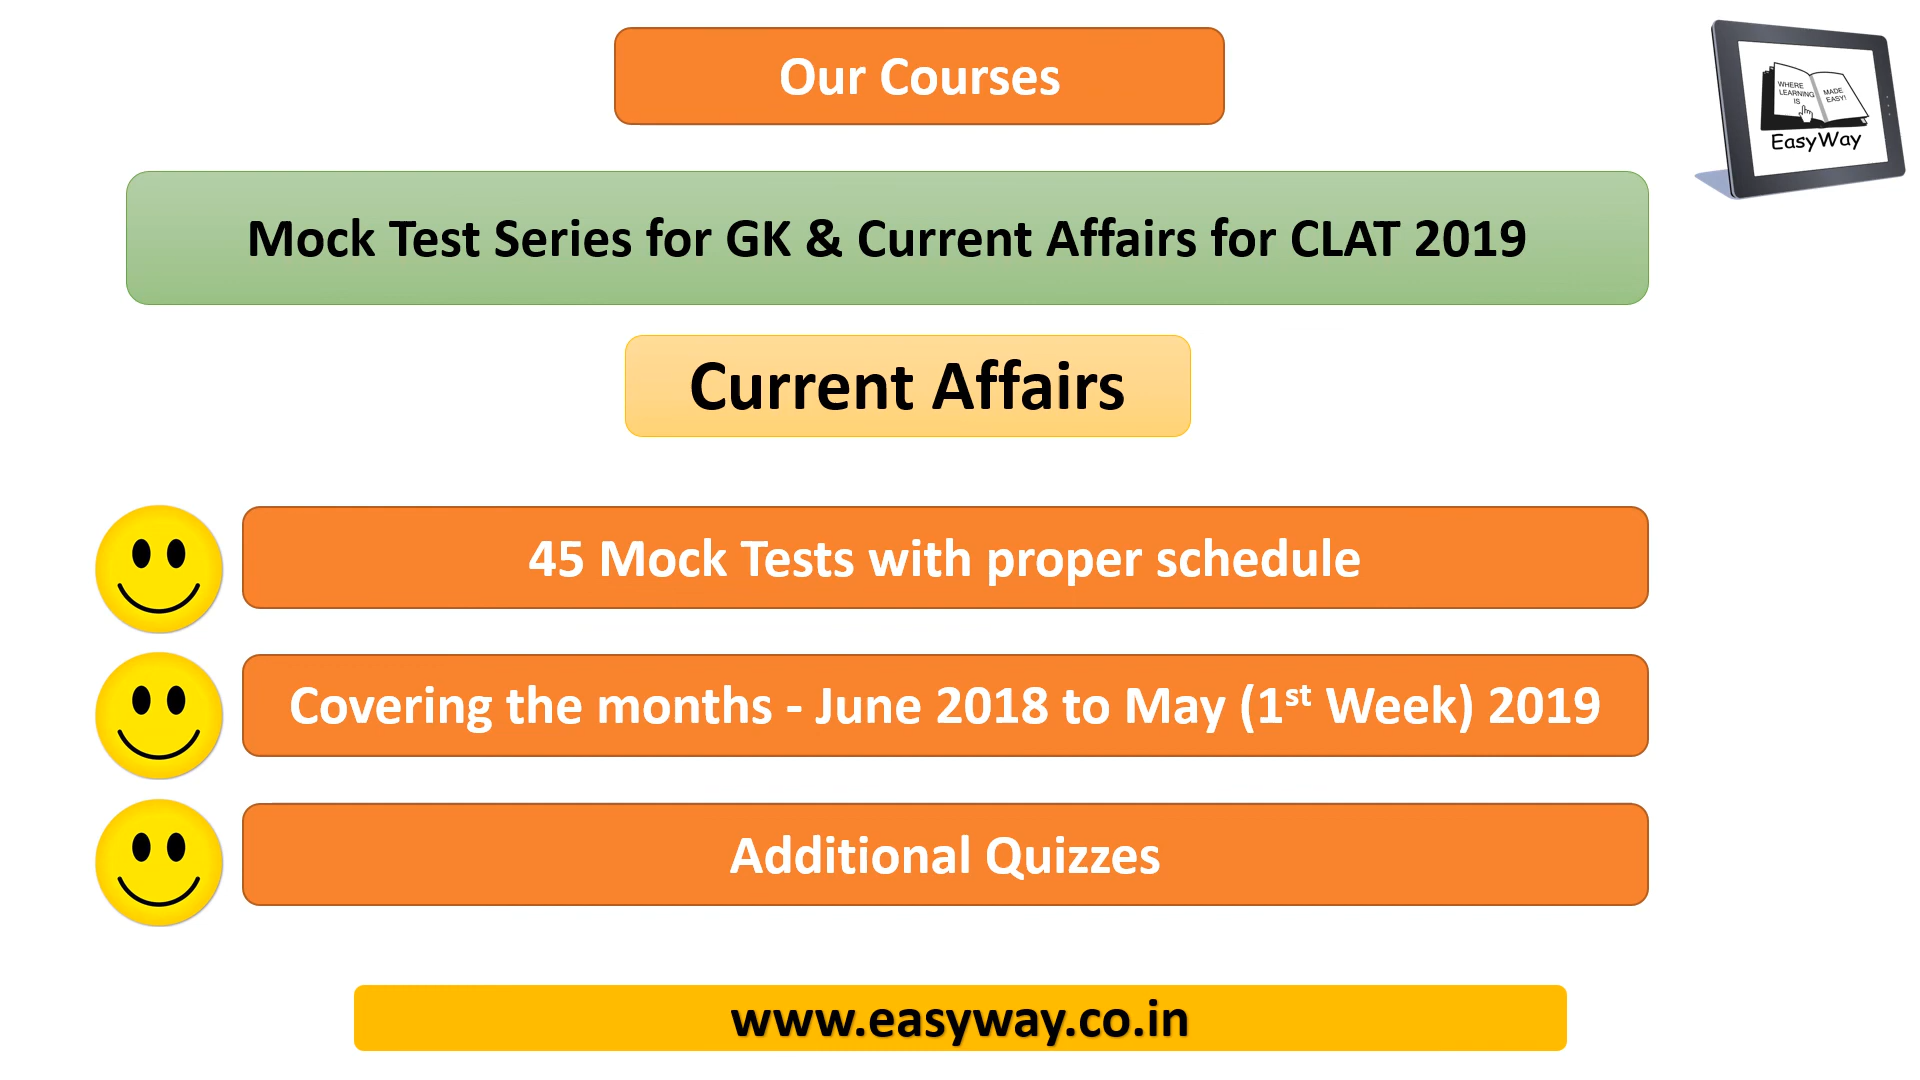 Our Courses
WHERE
LEARNING
IS
MADE
EASY!
EasyWay
Mock Test Series for GK & Current Affairs for CLAT 2019
Current Affairs
45 Mock Tests with proper schedule
Covering the months - June 2018 to May (1st Week) 2019
Additional Quizzes
www.easyway.co.in